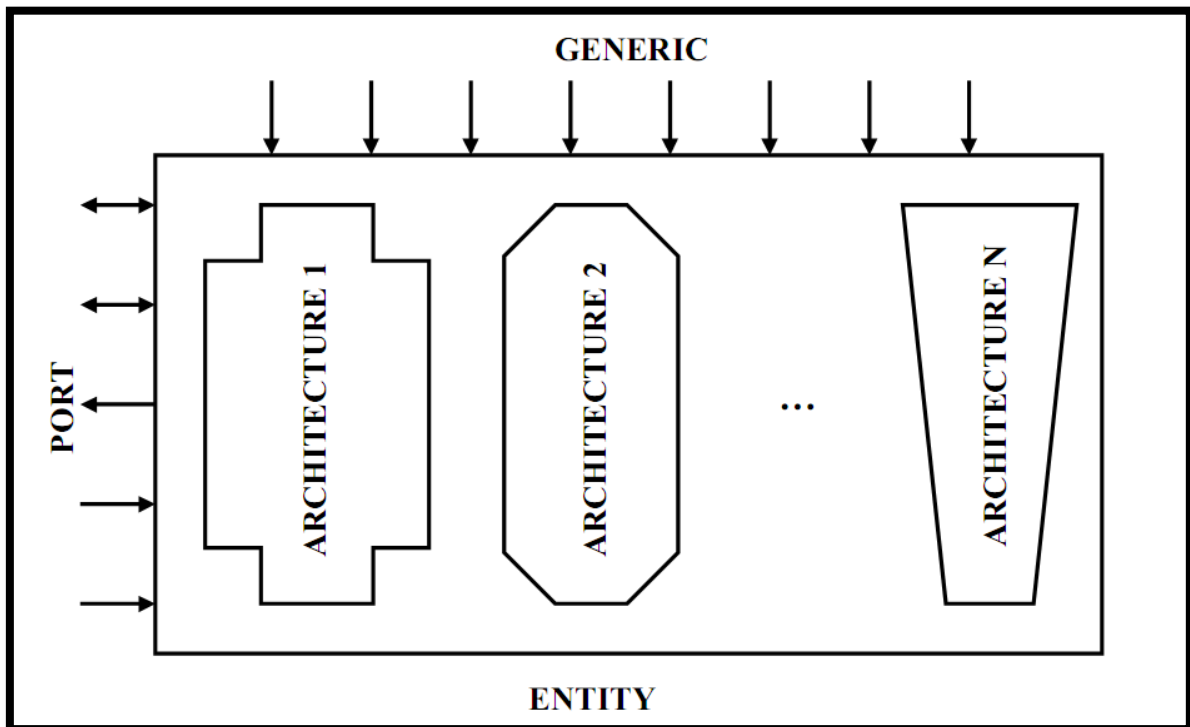 GENERIC
PORT
ARCHITECTURE 1
ARCHITECTURE 2
...
ARCHITECTURE N
ENTITY